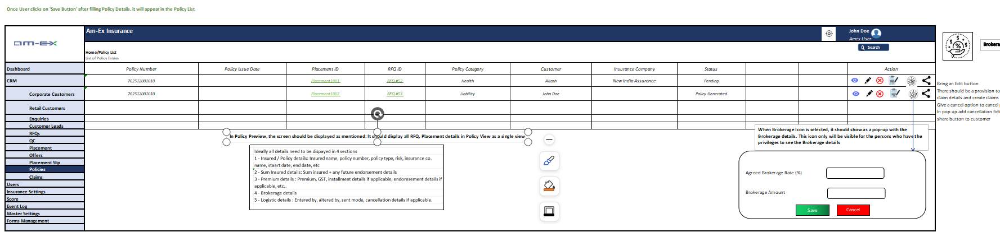 Once User clicks on 'Save Button' after filling Policy Details, it will appear in the Policy List
am-ex
Am-Ex Insurance
John Doe
Amex User
Home/Policy List
List of Policy Entries
Search
Brokera
Dashboard
Policy Number Policy Issue Date Placement ID RFQ ID Policy Category Customer Insurance Company Status Action
CRM
762512001010 Placement1001 RFQ #52 Health Akash New India Assurance Pending
Corporate Customers
762512001010 Placement1002 RFQ #53 Liability John Doe Policy Generated
Retail Customers
Enquiries
Customer Leads
RFQs
QC
Placement
Offers
Placement Slip
Policies
Claims
Users
Insurance Settings
Score
Event Log
Master Settings
Forms Management
Bring an Edit button
There should be a provision to
claim details and create claims
Give a cancel option to cancel
In pop up add cancellation fiel
share button to customer
In Policy Preview, the screen should be displayed as mentioned: It should display all RFQ, Placement details in Policy View as a single view
Ideally all details need to be dispayed in 4 sections
1 - Insured / Policy details: Insured name, policy number, policy type, risk, insurance co.
name, staart date, end date, etc
2 - Sum Insured details: Sum insured + any future endorsement details
3 - Premium details : Premium, GST, installment details if applicable, endoresement details if
applicable, etc..
4 - Brokerage details
5 - Logistic details : Entered by, altered by, sent mode, cancellation details if applicable.
When Brokerage Icon is selected, it should show as a pop-up with the
Brokerage details. This icon only will be visible for the persons who have the
privileges to see the Brokerage details
Agreed Brokerage Rate (%)
Brokerage Amount
Save
Cancel